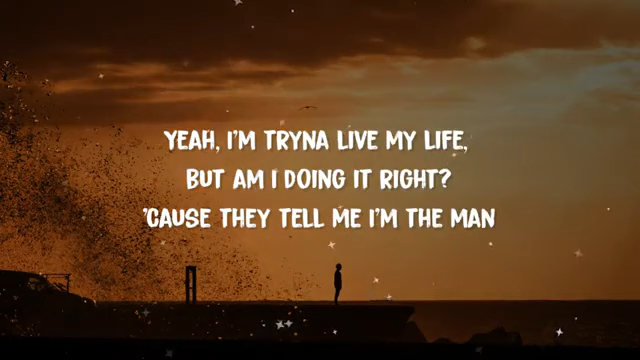 YEAH, I'M TRYNA LIVE MY LIFE,
BUT AM I DOING IT RIGHT?
'CAUSE THEY TELL ME I'M THE MAN